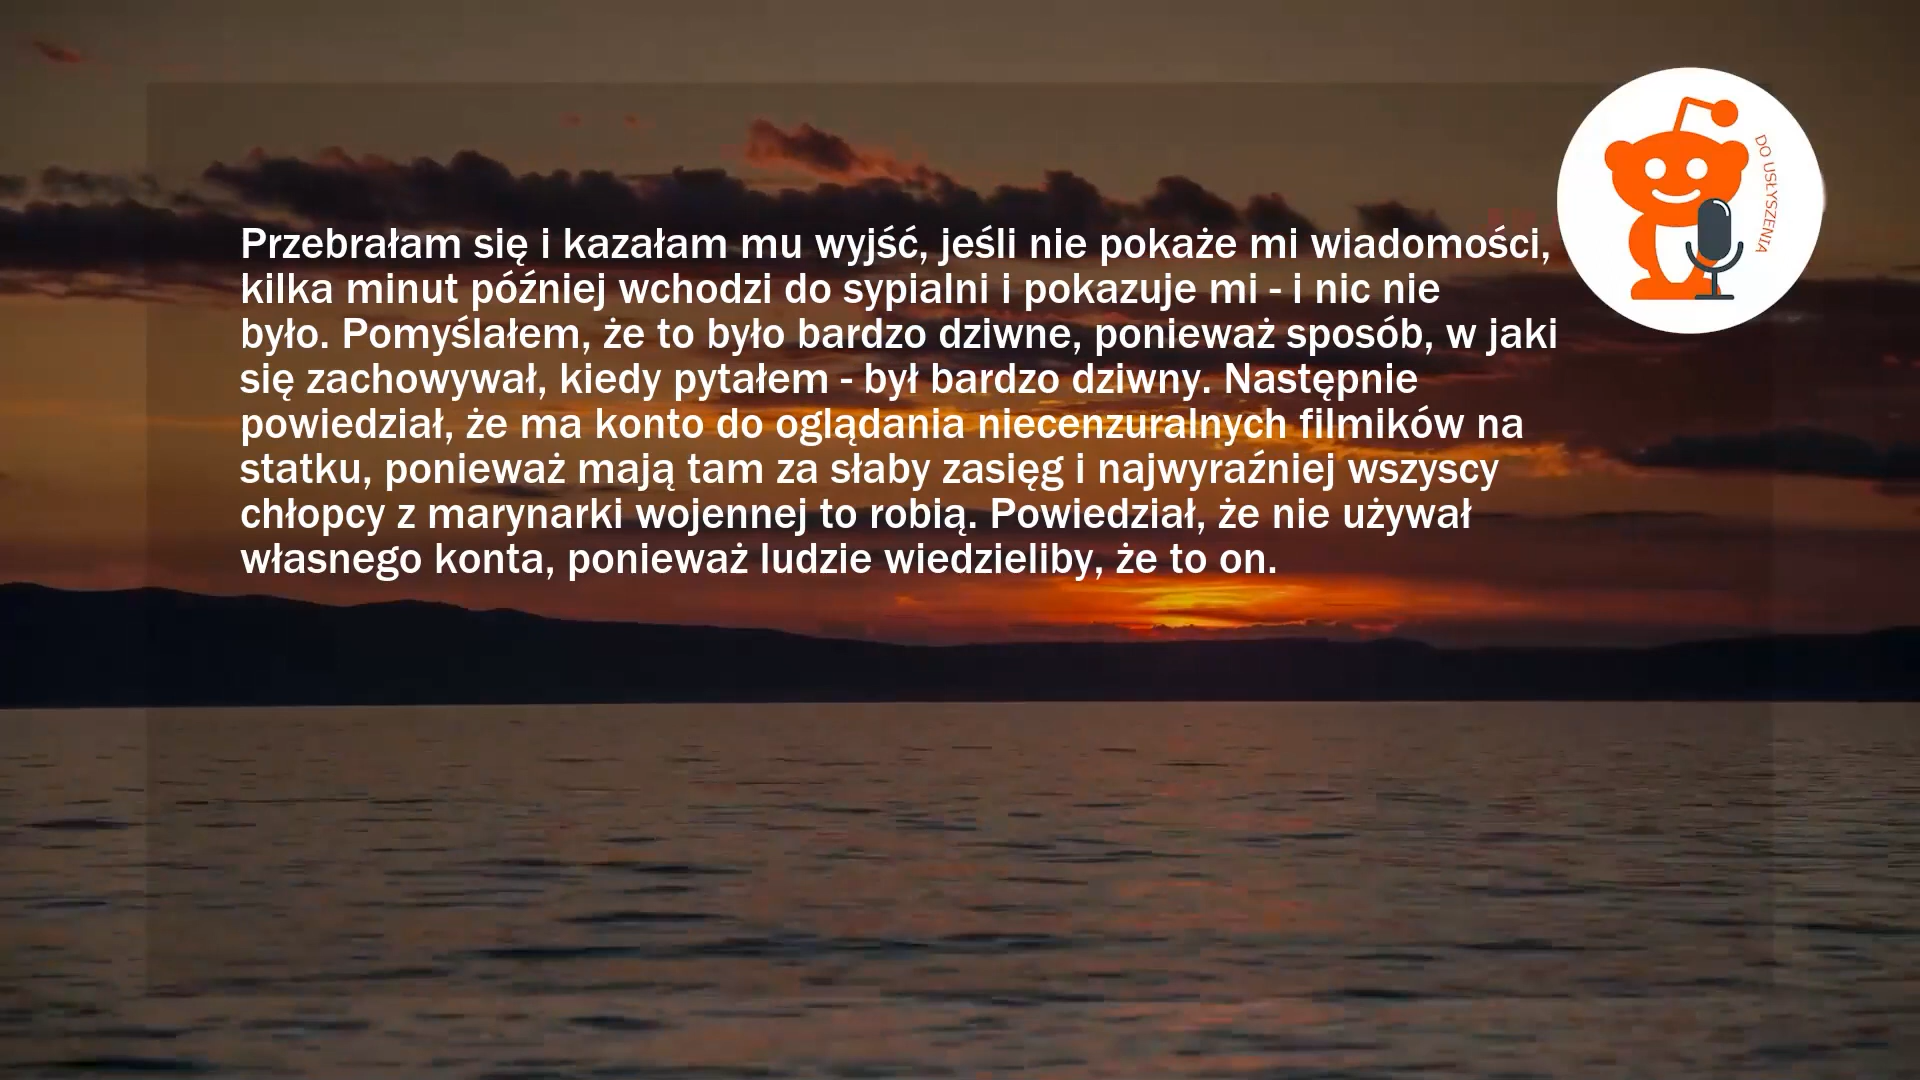 Przebrałam się i kazałam mu wyjść, jeśli nie pokaże mi wiadomości,
kilka minut później wchodzi do sypialni i pokazuje mi - i nic nie
było. Pomyślałem, że to było bardzo dziwne, ponieważ sposób, w jaki
się zachowywał, kiedy pytałem - był bardzo dziwny. Następnie
powiedział, że ma konto do oglądania niecenzuralnych filmików na
statku, ponieważ mają tam za słaby zasięg i najwyraźniej wszyscy
chłopcy z marynarki wojennej to robią. Powiedział, że nie używał
własnego konta, ponieważ ludzie wiedzieliby, że to on.
DO USŁYSZENIA